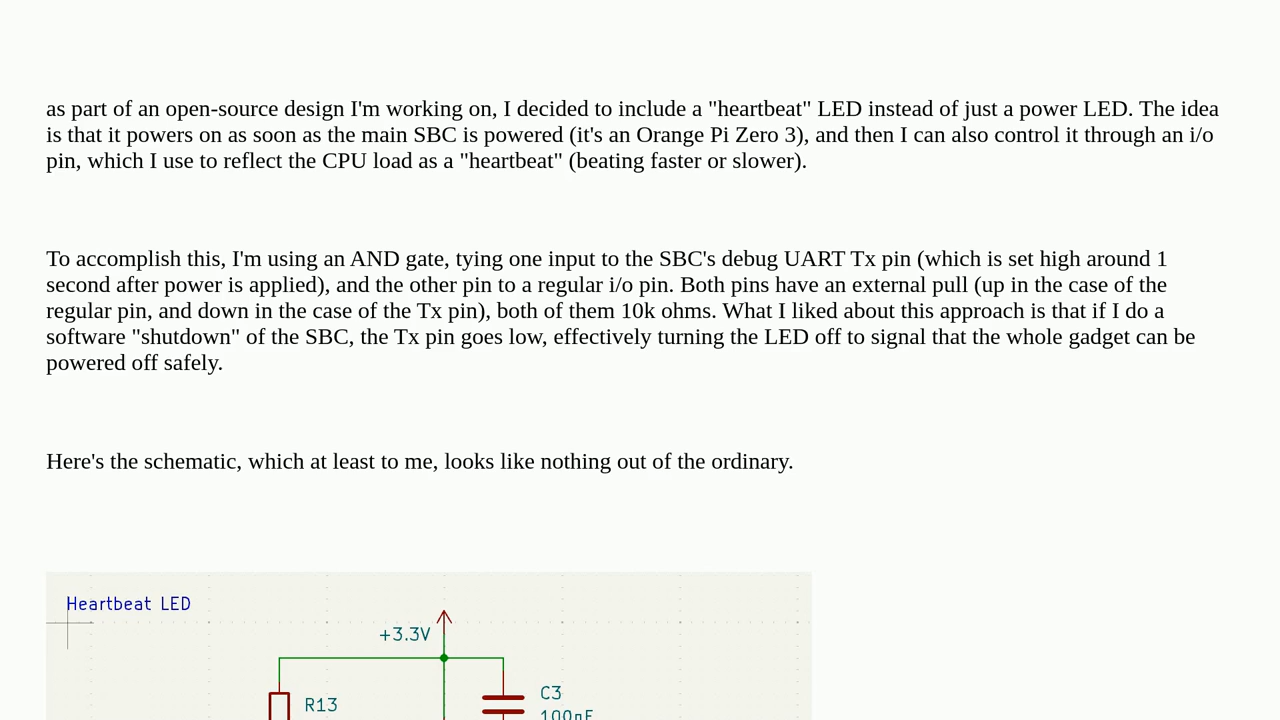 as part of an open-source design I'm working on, I decided to include a "heartbeat" LED instead of just a power LED. The idea
is that it powers on as soon as the main SBC is powered (it's an Orange Pi Zero 3), and then I can also control it through an i/o
pin, which I use to reflect the CPU load as a "heartbeat" (beating faster or slower).
To accomplish this, I'm using an AND gate, tying one input to the SBC's debug UART Tx pin (which is set high around 1
second after power is applied), and the other pin to a regular i/o pin. Both pins have an external pull (up in the case of the
regular pin, and down in the case of the Tx pin), both of them 10k ohms. What I liked about this approach is that if I do a
software "shutdown" of the SBC, the Tx pin goes low, effectively turning the LED off to signal that the whole gadget can be
powered off safely.
Here's the schematic, which at least to me, looks like nothing out of the ordinary.
Heartbeat LED
+3.3V
R13
C3
100nF